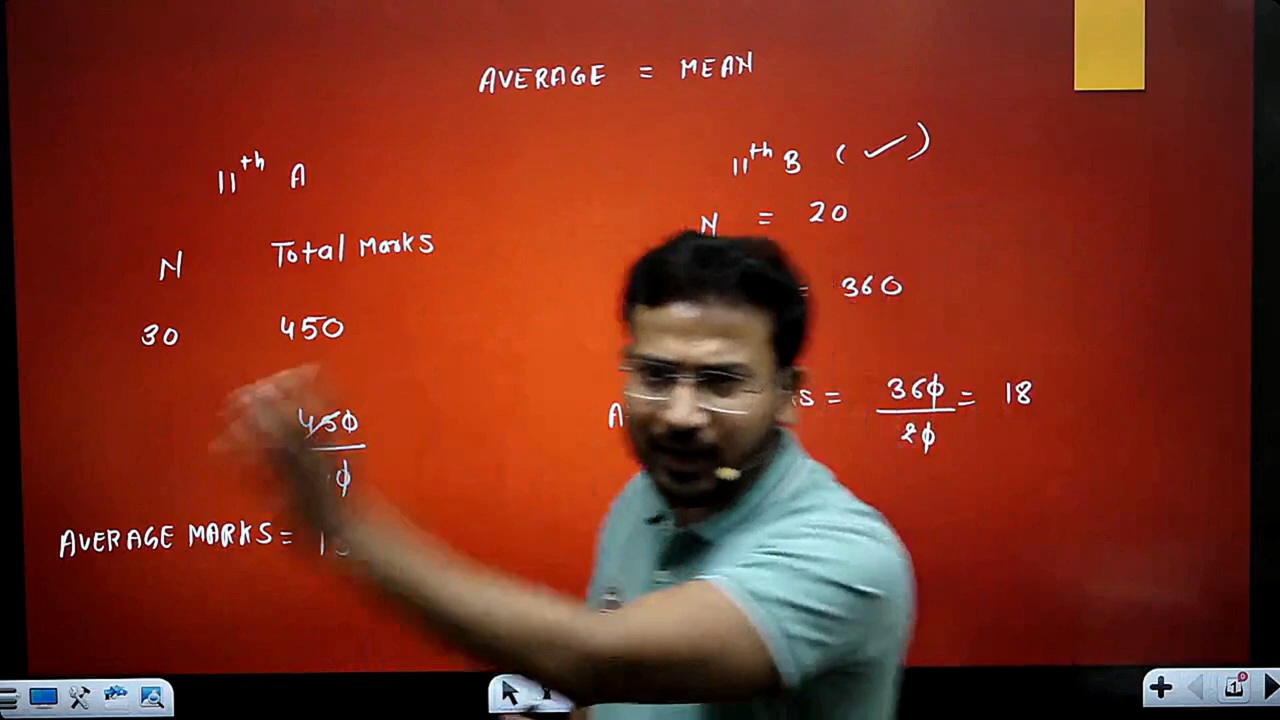 AVERAGE = MEAN
11th A
N Total Marks
30 450
450
AVERAGE MARKS =
11th B (✓)
N = 20
= 360
= 360/20 = 18